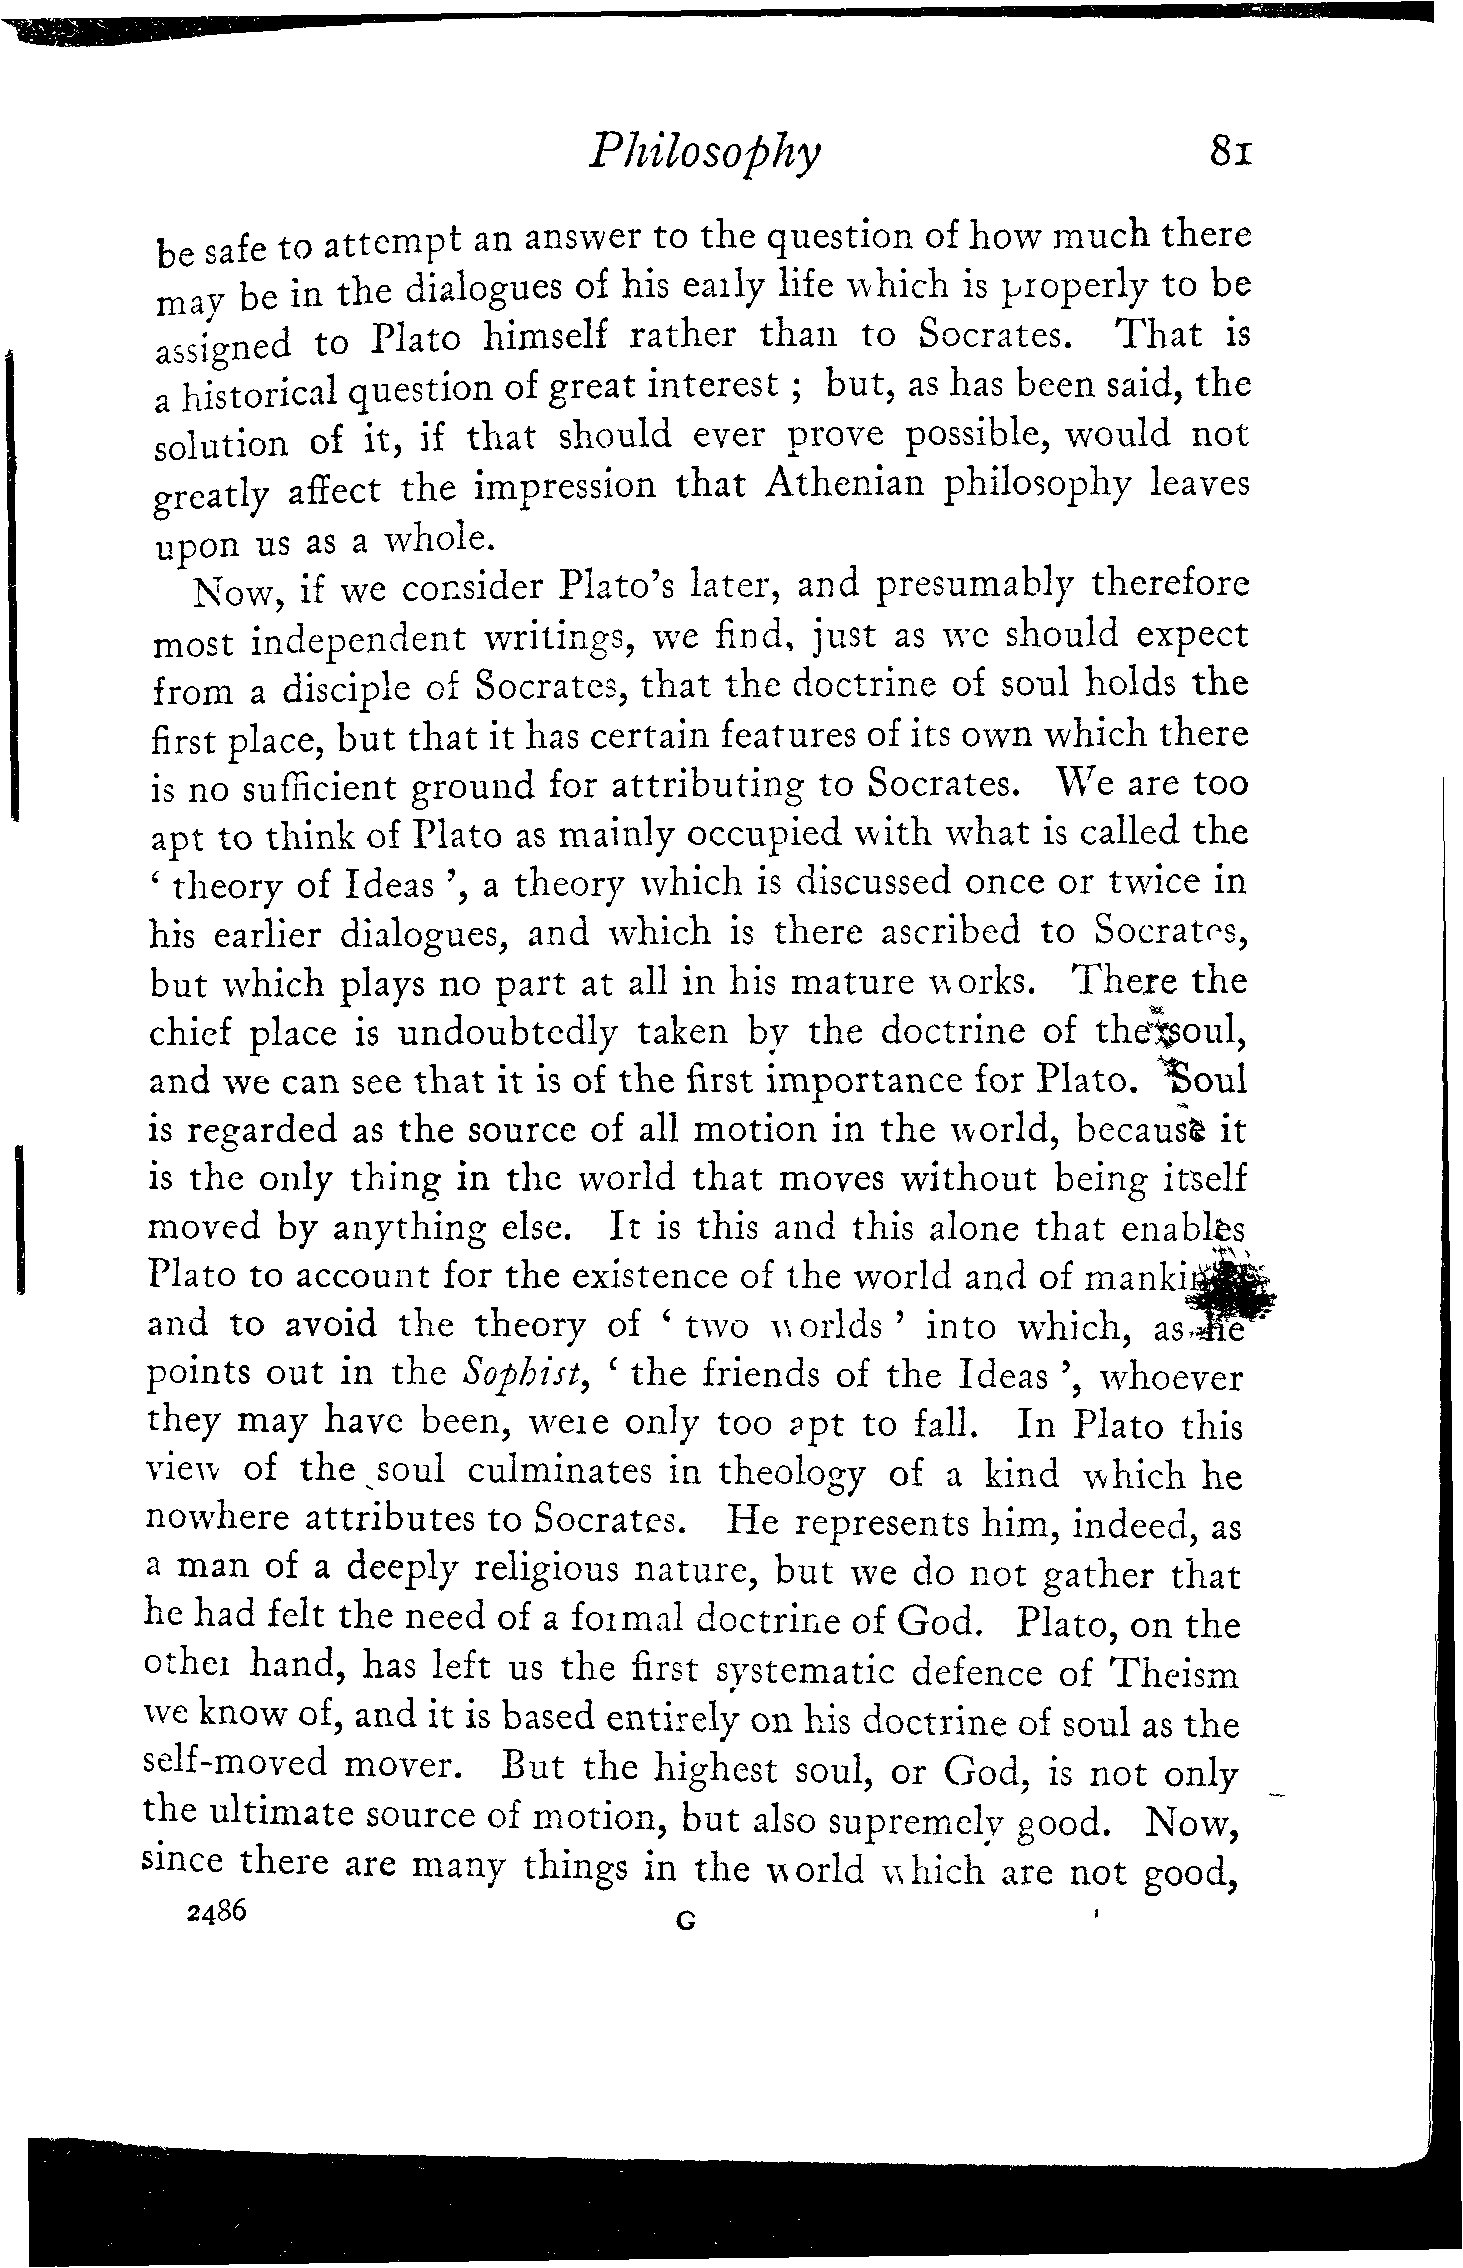 Philosophy 81
be safe to attempt an answer to the question of how much there
may be in the dialogues of his early life which is properly to be
assigned to Plato himself rather than to Socrates. That is
a historical question of great interest ; but, as has been said, the
solution of it, if that should ever prove possible, would not
greatly affect the impression that Athenian philosophy leaves
upon us as a whole.
Now, if we consider Plato's later, and presumably therefore
most independent writings, we find, just as we should expect
from a disciple of Socrates, that the doctrine of soul holds the
first place, but that it has certain features of its own which there
is no sufficient ground for attributing to Socrates. We are too
apt to think of Plato as mainly occupied with what is called the
‘ theory of Ideas ’, a theory which is discussed once or twice in
his earlier dialogues, and which is there ascribed to Socrates,
but which plays no part at all in his mature works. There the
chief place is undoubtedly taken by the doctrine of the soul,
and we can see that it is of the first importance for Plato. Soul
is regarded as the source of all motion in the world, because it
is the only thing in the world that moves without being itself
moved by anything else. It is this and this alone that enables
Plato to account for the existence of the world and of
and to avoid the theory of ‘ two worlds ’ into which, as he
points out in the Sophist, ‘ the friends of the Ideas ’, whoever
they may have been, were only too apt to fall. In Plato this
view of the soul culminates in theology of a kind which he
nowhere attributes to Socrates. He represents him, indeed, as
a man of a deeply religious nature, but we do not gather that
he had felt the need of a formal doctrine of God. Plato, on the
other hand, has left us the first systematic defence of Theism
we know of, and it is based entirely on his doctrine of soul as the
self-moved mover. But the highest soul, or God, is not only
the ultimate source of motion, but also supremely good. Now,
since there are many things in the world which are not good,
2486 G